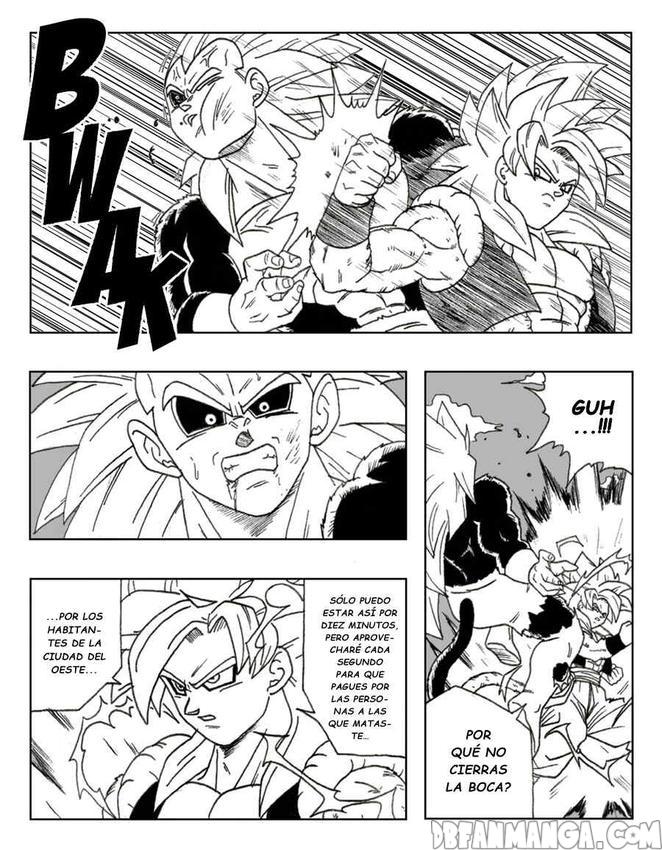 BWAK
GUH
...!!!
POR
QUÉ NO
CIERRAS
LA BOCA?
SÓLO PUEDO
ESTAR ASÍ POR
DIEZ MINUTOS,
PERO APROVE-
CHARÉ CADA
SEGUNDO
PARA QUE
PAGUES POR
LAS PERSO-
NAS A LAS
QUE MATAS-
TE...
...POR LOS
HABITAN-
TES DE LA
CIUDAD DEL
OESTE...
DBFANMANGA.COM